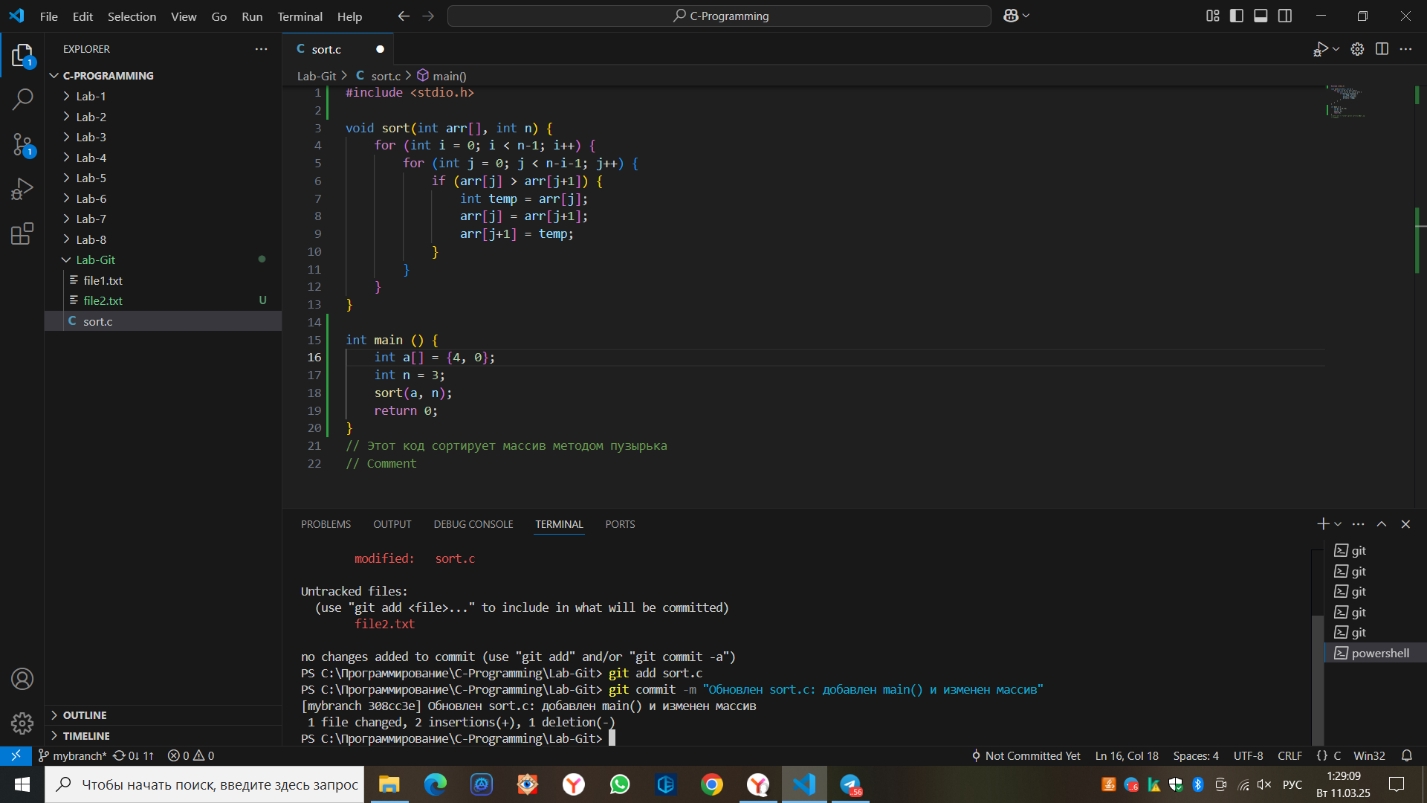 File Edit Selection View Go Run Terminal Help
C-Programming
EXPLORER
C-PROGRAMMING
Lab-1
Lab-2
Lab-3
Lab-4
Lab-5
Lab-6
Lab-7
Lab-8
Lab-Git
file1.txt
file2.txt U
C sort.c
OUTLINE
TIMELINE
1
1
C sort.c
Lab-Git > C sort.c > main()
1 #include <stdio.h>
2
3 void sort(int arr[], int n) {
4 for (int i = 0; i < n-1; i++) {
5 for (int j = 0; j < n-i-1; j++) {
6 if (arr[j] > arr[j+1]) {
7 int temp = arr[j];
8 arr[j] = arr[j+1];
9 arr[j+1] = temp;
10 }
11 }
12 }
13 }
14
15 int main () {
16 int a[] = {4, 0};
17 int n = 3;
18 sort(a, n);
19 return 0;
20 }
21 // Этот код сортирует массив методом пузырька
22 // Comment
PROBLEMS OUTPUT DEBUG CONSOLE TERMINAL PORTS
modified: sort.c
Untracked files:
(use "git add <file>..." to include in what will be committed)
file2.txt
no changes added to commit (use "git add" and/or "git commit -a")
PS C:\Программирование\C-Programming\Lab-Git> git add sort.c
PS C:\Программирование\C-Programming\Lab-Git> git commit -m "Обновлен sort.c: добавлен main() и изменен массив"
[mybranch 308cc3e] Обновлен sort.c: добавлен main() и изменен массив
1 file changed, 2 insertions(+), 1 deletion(-)
PS C:\Программирование\C-Programming\Lab-Git>
git
git
git
git
git
powershell
mybranch* 0↓ 1↑ 0 0 Not Committed Yet Ln 16, Col 18 Spaces: 4 UTF-8 CRLF {} C Win32
Чтобы начать поиск, введите здесь запрос
РУС
1:29:09
Вт 11.03.25